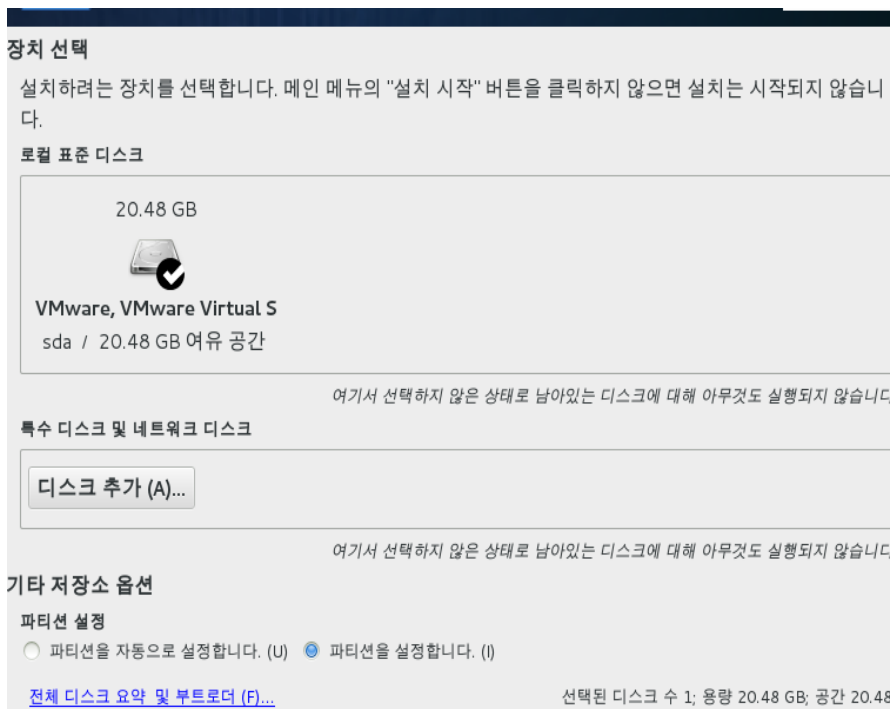 장치 선택
설치하려는 장치를 선택합니다. 메인 메뉴의 "설치 시작" 버튼을 클릭하지 않으면 설치는 시작되지 않습니
다.
로컬 표준 디스크
20.48 GB
VMware, VMware Virtual S
sda / 20.48 GB 여유 공간
여기서 선택하지 않은 상태로 남아있는 디스크에 대해 아무것도 실행되지 않습니다
특수 디스크 및 네트워크 디스크
디스크 추가 (A)...
여기서 선택하지 않은 상태로 남아있는 디스크에 대해 아무것도 실행되지 않습니다
기타 저장소 옵션
파티션 설정
파티션을 자동으로 설정합니다. (U) 파티션을 설정합니다. (I)
전체 디스크 요약 및 부트로더 (F)... 선택된 디스크 수 1; 용량 20.48 GB; 공간 20.48